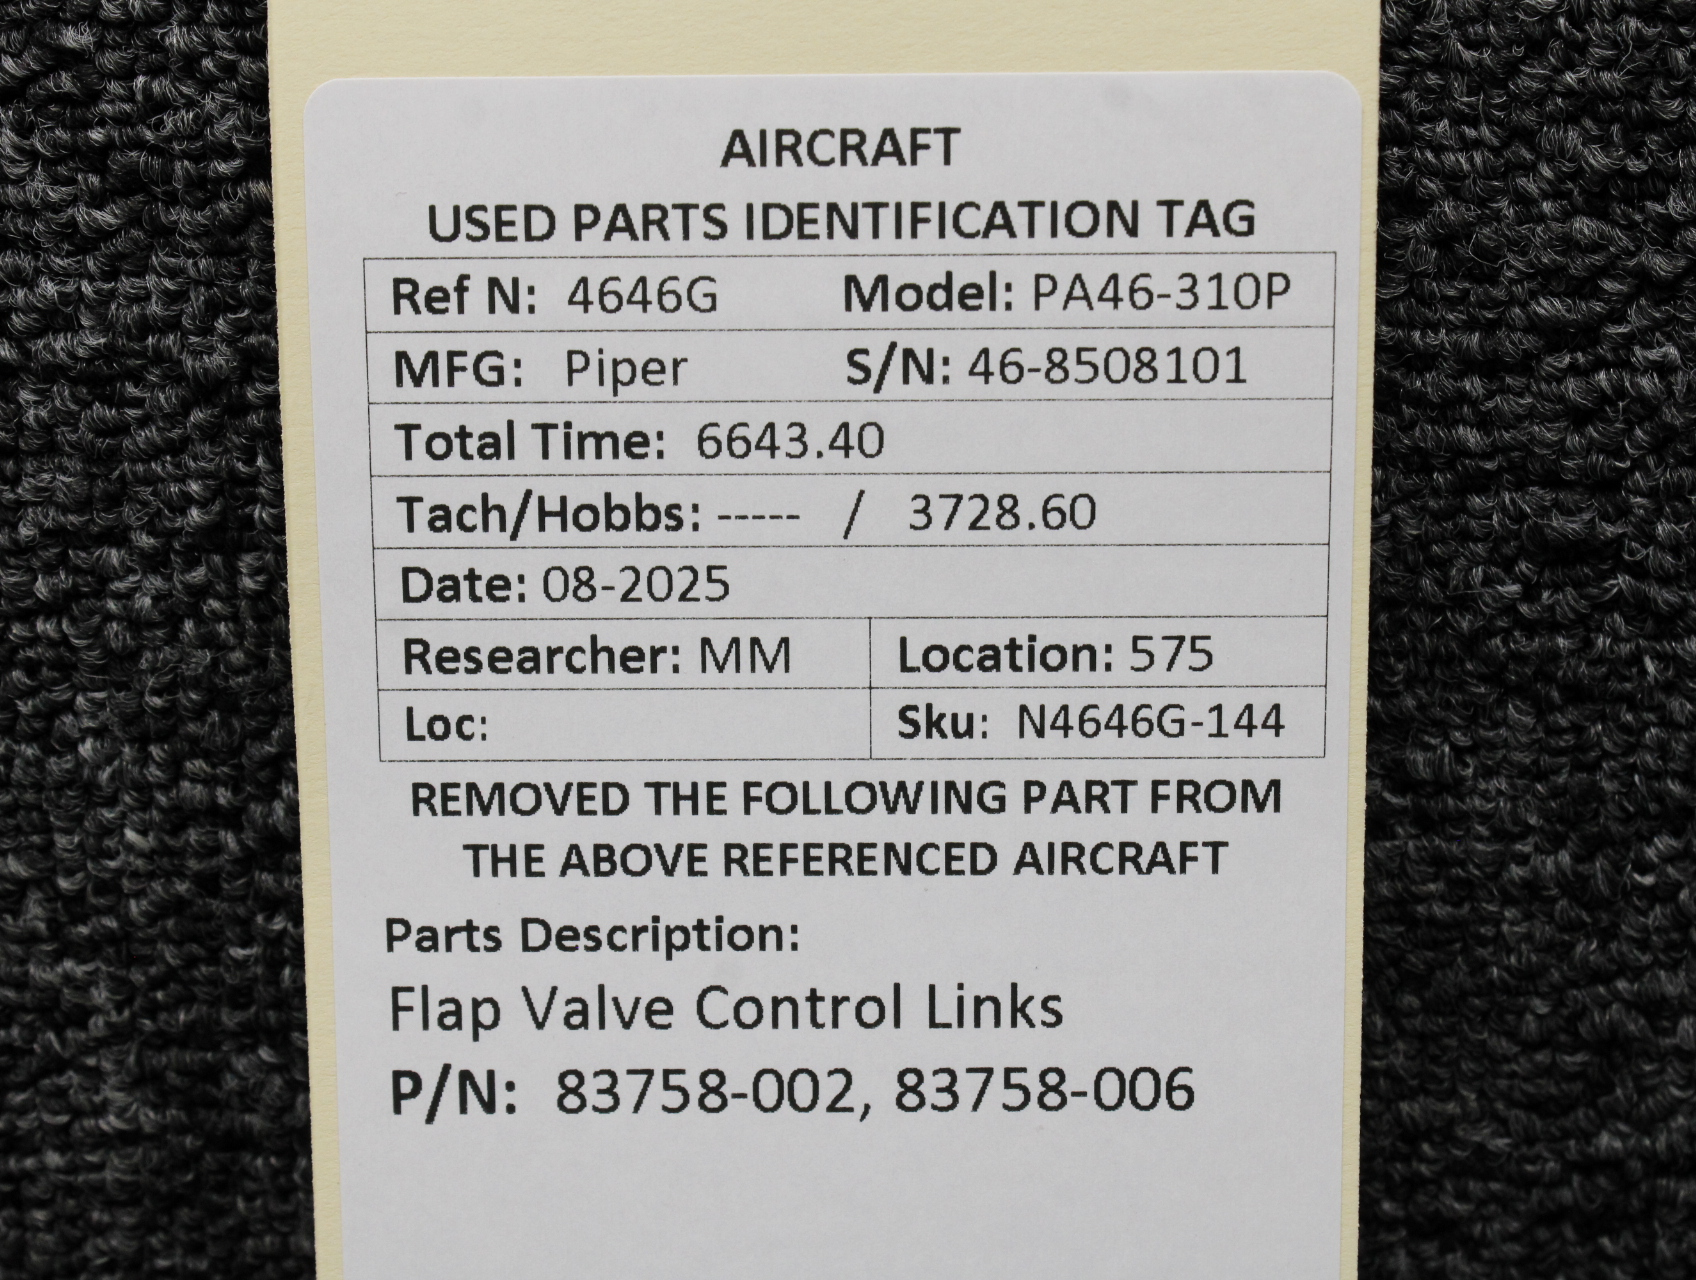 AIRCRAFT
USED PARTS IDENTIFICATION TAG
Ref N: 4646G Model: PA46-310P
MFG: Piper S/N: 46-8508101
Total Time: 6643.40
Tach/Hobbs: ----- / 3728.60
Date: 08-2025
Researcher: MM Location: 575
Loc: Sku: N4646G-144
REMOVED THE FOLLOWING PART FROM
THE ABOVE REFERENCED AIRCRAFT
Parts Description:
Flap Valve Control Links
P/N: 83758-002, 83758-006